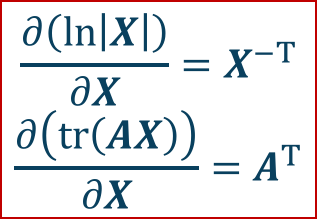 ∂(ln|X|)/∂X = X^{-T}
∂(tr(AX))/∂X = A^T